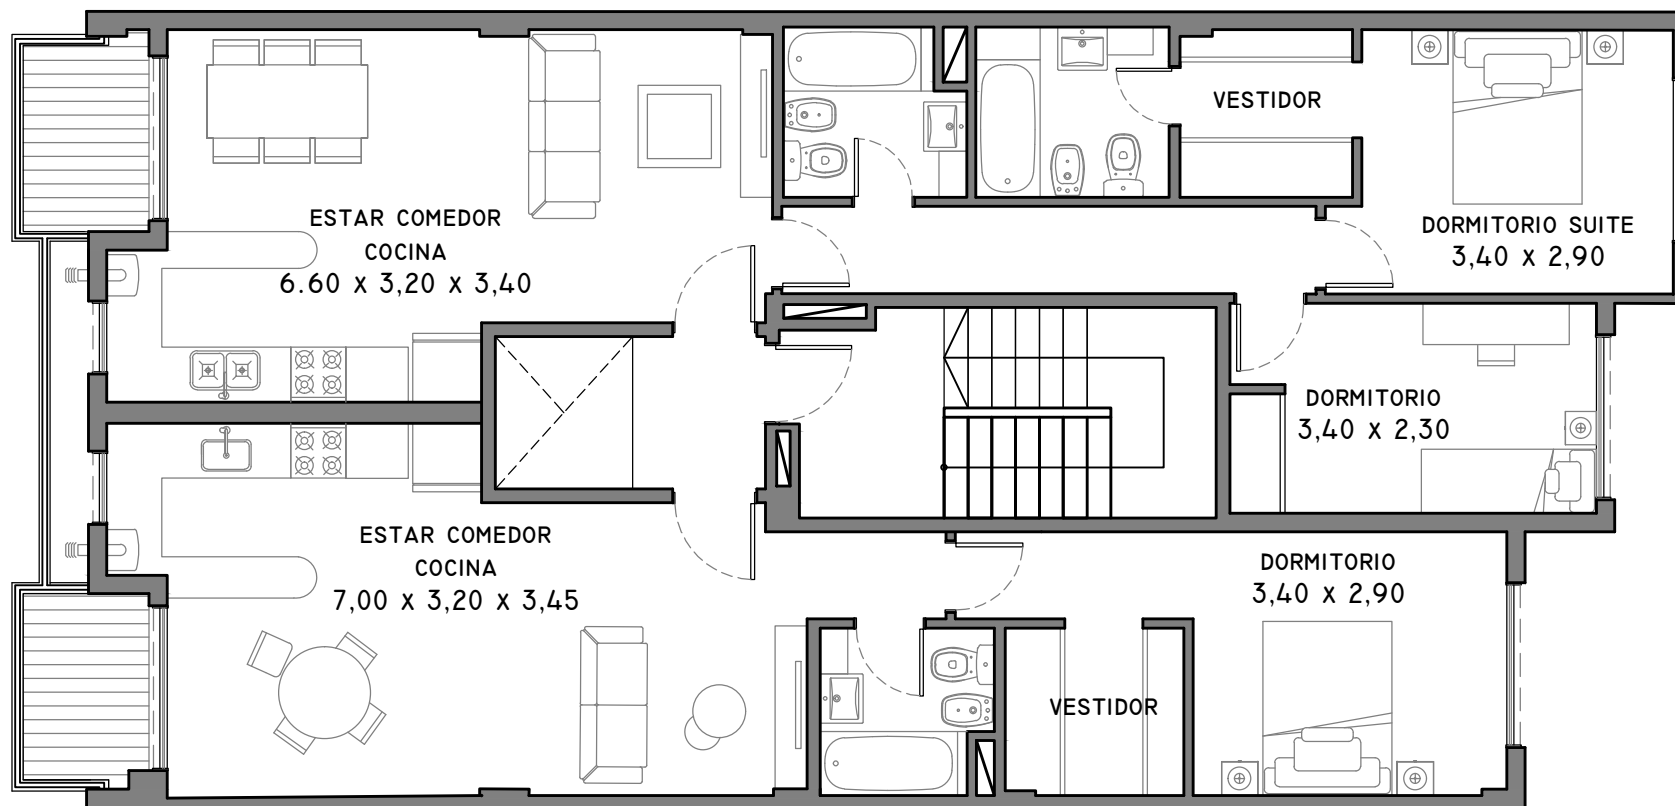 VESTIDOR
ESTAR COMEDOR
COCINA
6.60 x 3,20 x 3,40
DORMITORIO SUITE
3,40 x 2,90
DORMITORIO
3,40 x 2,30
ESTAR COMEDOR
COCINA
7,00 x 3,20 x 3,45
DORMITORIO
3,40 x 2,90
VESTIDOR